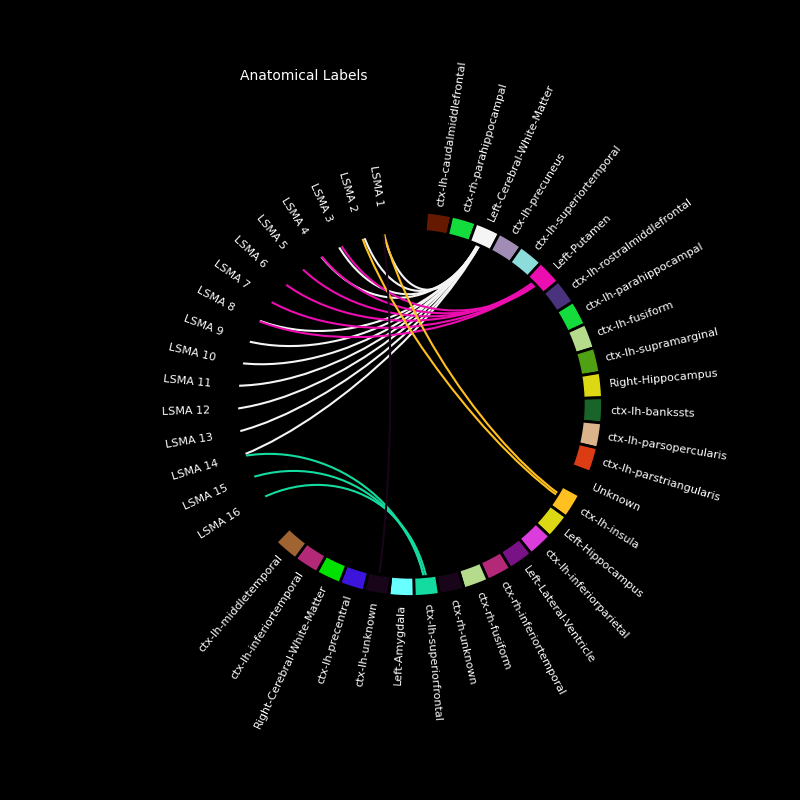 Anatomical Labels
LSMA 1
LSMA 2
LSMA 3
LSMA 4
LSMA 5
LSMA 6
LSMA 7
LSMA 8
LSMA 9
LSMA 10
LSMA 11
LSMA 12
LSMA 13
LSMA 14
LSMA 15
LSMA 16
ctx-lh-caudalmiddlefrontal
ctx-rh-parahippocampal
Left-Cerebral-White-Matter
ctx-lh-precuneus
ctx-lh-superiortemporal
Left-Putamen
ctx-lh-rostralmiddlefrontal
ctx-lh-parahippocampal
ctx-lh-fusiform
ctx-lh-supramarginal
Right-Hippocampus
ctx-lh-bankssts
ctx-lh-parsopercularis
ctx-lh-parstriangularis
Unknown
ctx-lh-insula
Left-Hippocampus
ctx-lh-inferiorparietal
Left-Lateral-Ventricle
ctx-rh-inferiortemporal
ctx-rh-fusiform
ctx-rh-unknown
ctx-lh-superiorfrontal
Left-Amygdala
ctx-lh-unknown
ctx-lh-precentral
Right-Cerebral-White-Matter
ctx-lh-inferiortemporal
ctx-lh-middletemporal